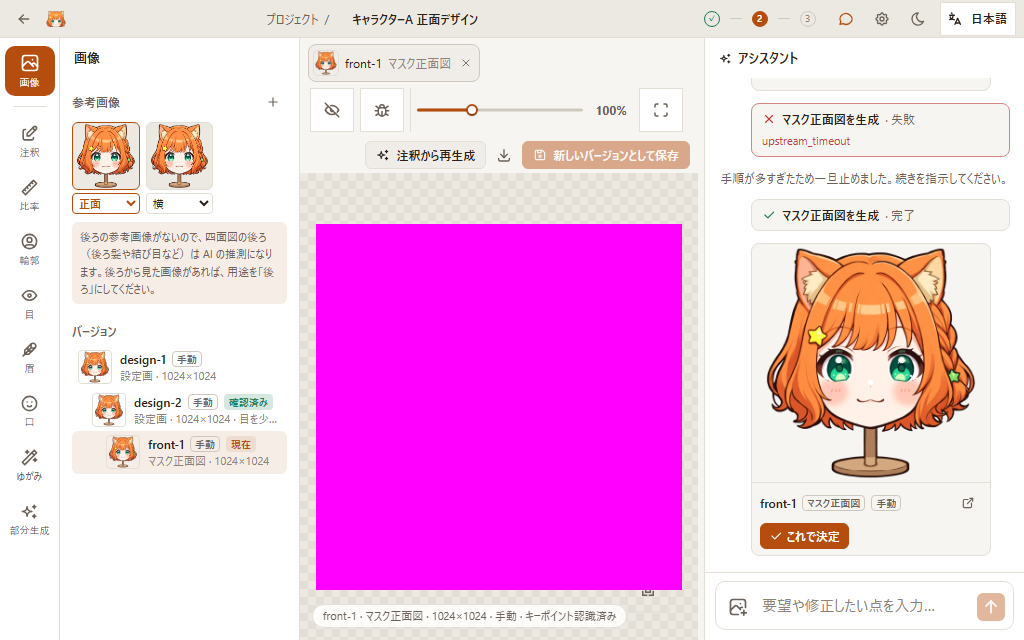 プロジェクト / キャラクターA 正面デザイン
2
3
日本語
画像
注釈
比率
輪郭
目
眉
口
ゆがみ
部分生成
画像
参考画像
正面
横
後ろの参考画像がないので、四面図の後ろ
（後ろ髪や結び目など）は AI の推測になり
ます。後ろから見た画像があれば、用途を「後
ろ」にしてください。
バージョン
design-1 手動
設定画 · 1024×1024
design-2 手動 確認済み
設定画 · 1024×1024 · 目を少…
front-1 手動 現在
マスク正面図 · 1024×1024
front-1 マスク正面図
100%
注釈から再生成
新しいバージョンとして保存
front-1 · マスク正面図 · 1024×1024 · 手動 · キーポイント認識済み
アシスタント
マスク正面図を生成 · 失敗
upstream_timeout
手順が多すぎたため一旦止めました。続きを指示してください。
マスク正面図を生成 · 完了
front-1 マスク正面図 手動
これで決定
要望や修正したい点を入力…